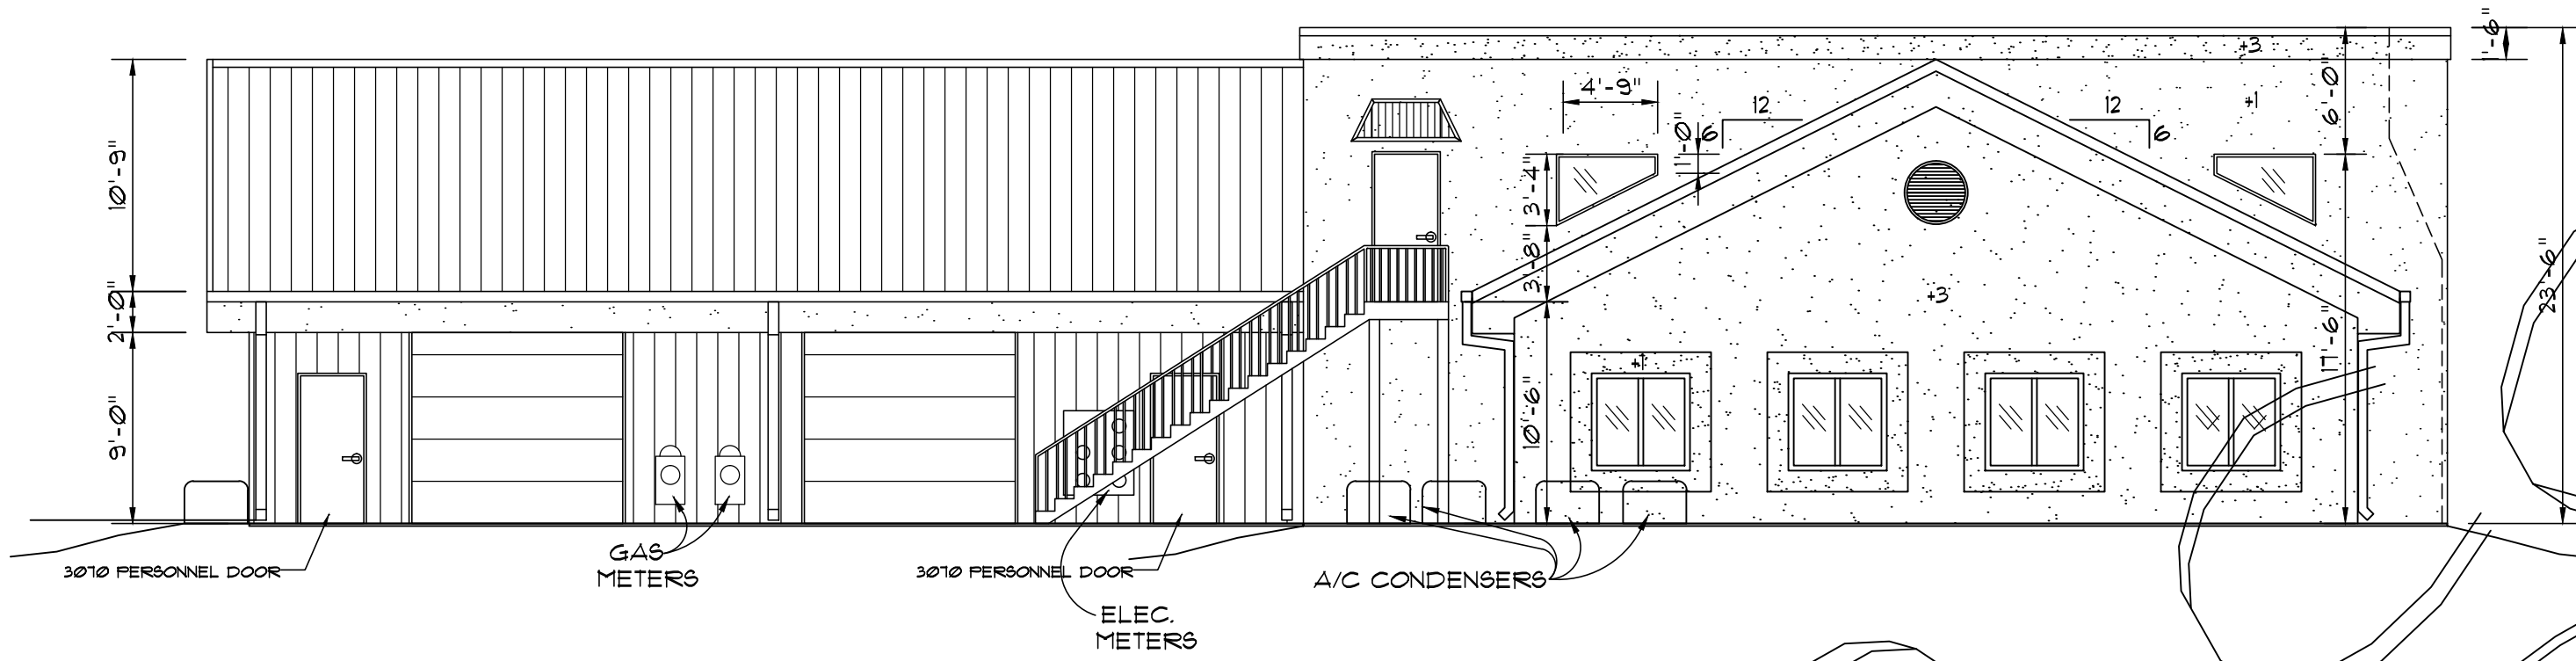 1'-6"
+3
6'-0"
4'-9"
12
12
+1
1'-0"
6
6
10'-9"
3'-4"
3'-8"
+3
23'-6"
2'-0"
17'-6"
+1
9'-0"
10'-6"
3070 PERSONNEL DOOR
GAS
METERS
3070 PERSONNEL DOOR
A/C CONDENSERS
ELEC.
METERS